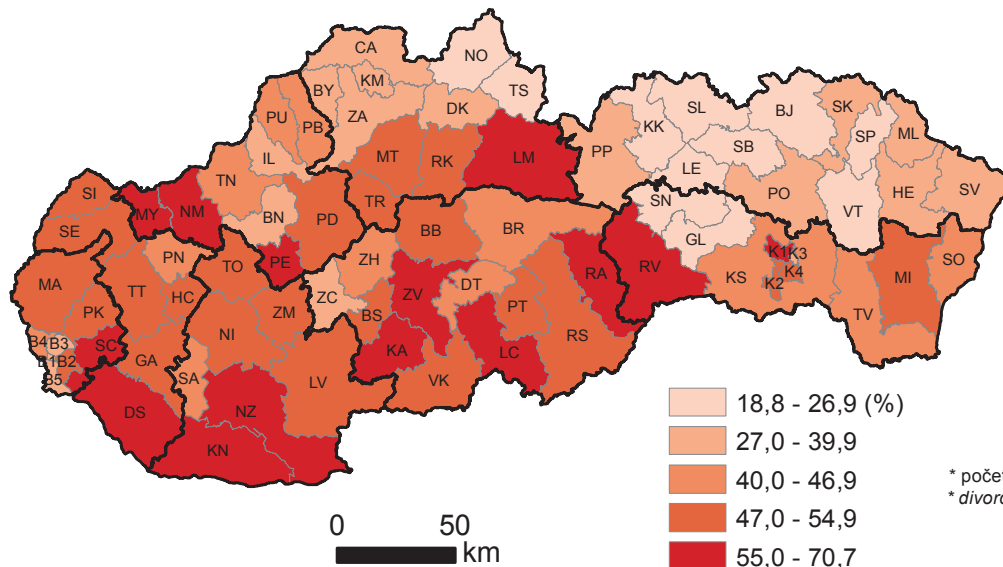 CA
NO
KM
BY
TS
PU
PB
ZA
DK
SL
BJ
SK
KK
SP
ML
SB
IL
MT
RK
LM
PP
LE
TN
PO
HE
SV
SI
MY
NM
BN
PD
TR
SN
VT
SE
BB
BR
GL
PN
TO
PE
ZH
RA
RV
K1
K3
KS
K4
K2
MI
SO
MA
TT
HC
ZC
ZV
DT
TV
PK
ZM
BS
PT
B4
B3
SC
NI
B1
B2
B5
GA
SA
LV
KA
LC
RS
VK
DS
NZ
KN
18,8 - 26,9 (%)
27,0 - 39,9
40,0 - 46,9
47,0 - 54,9
55,0 - 70,7
0 50
km
* poče
* divor